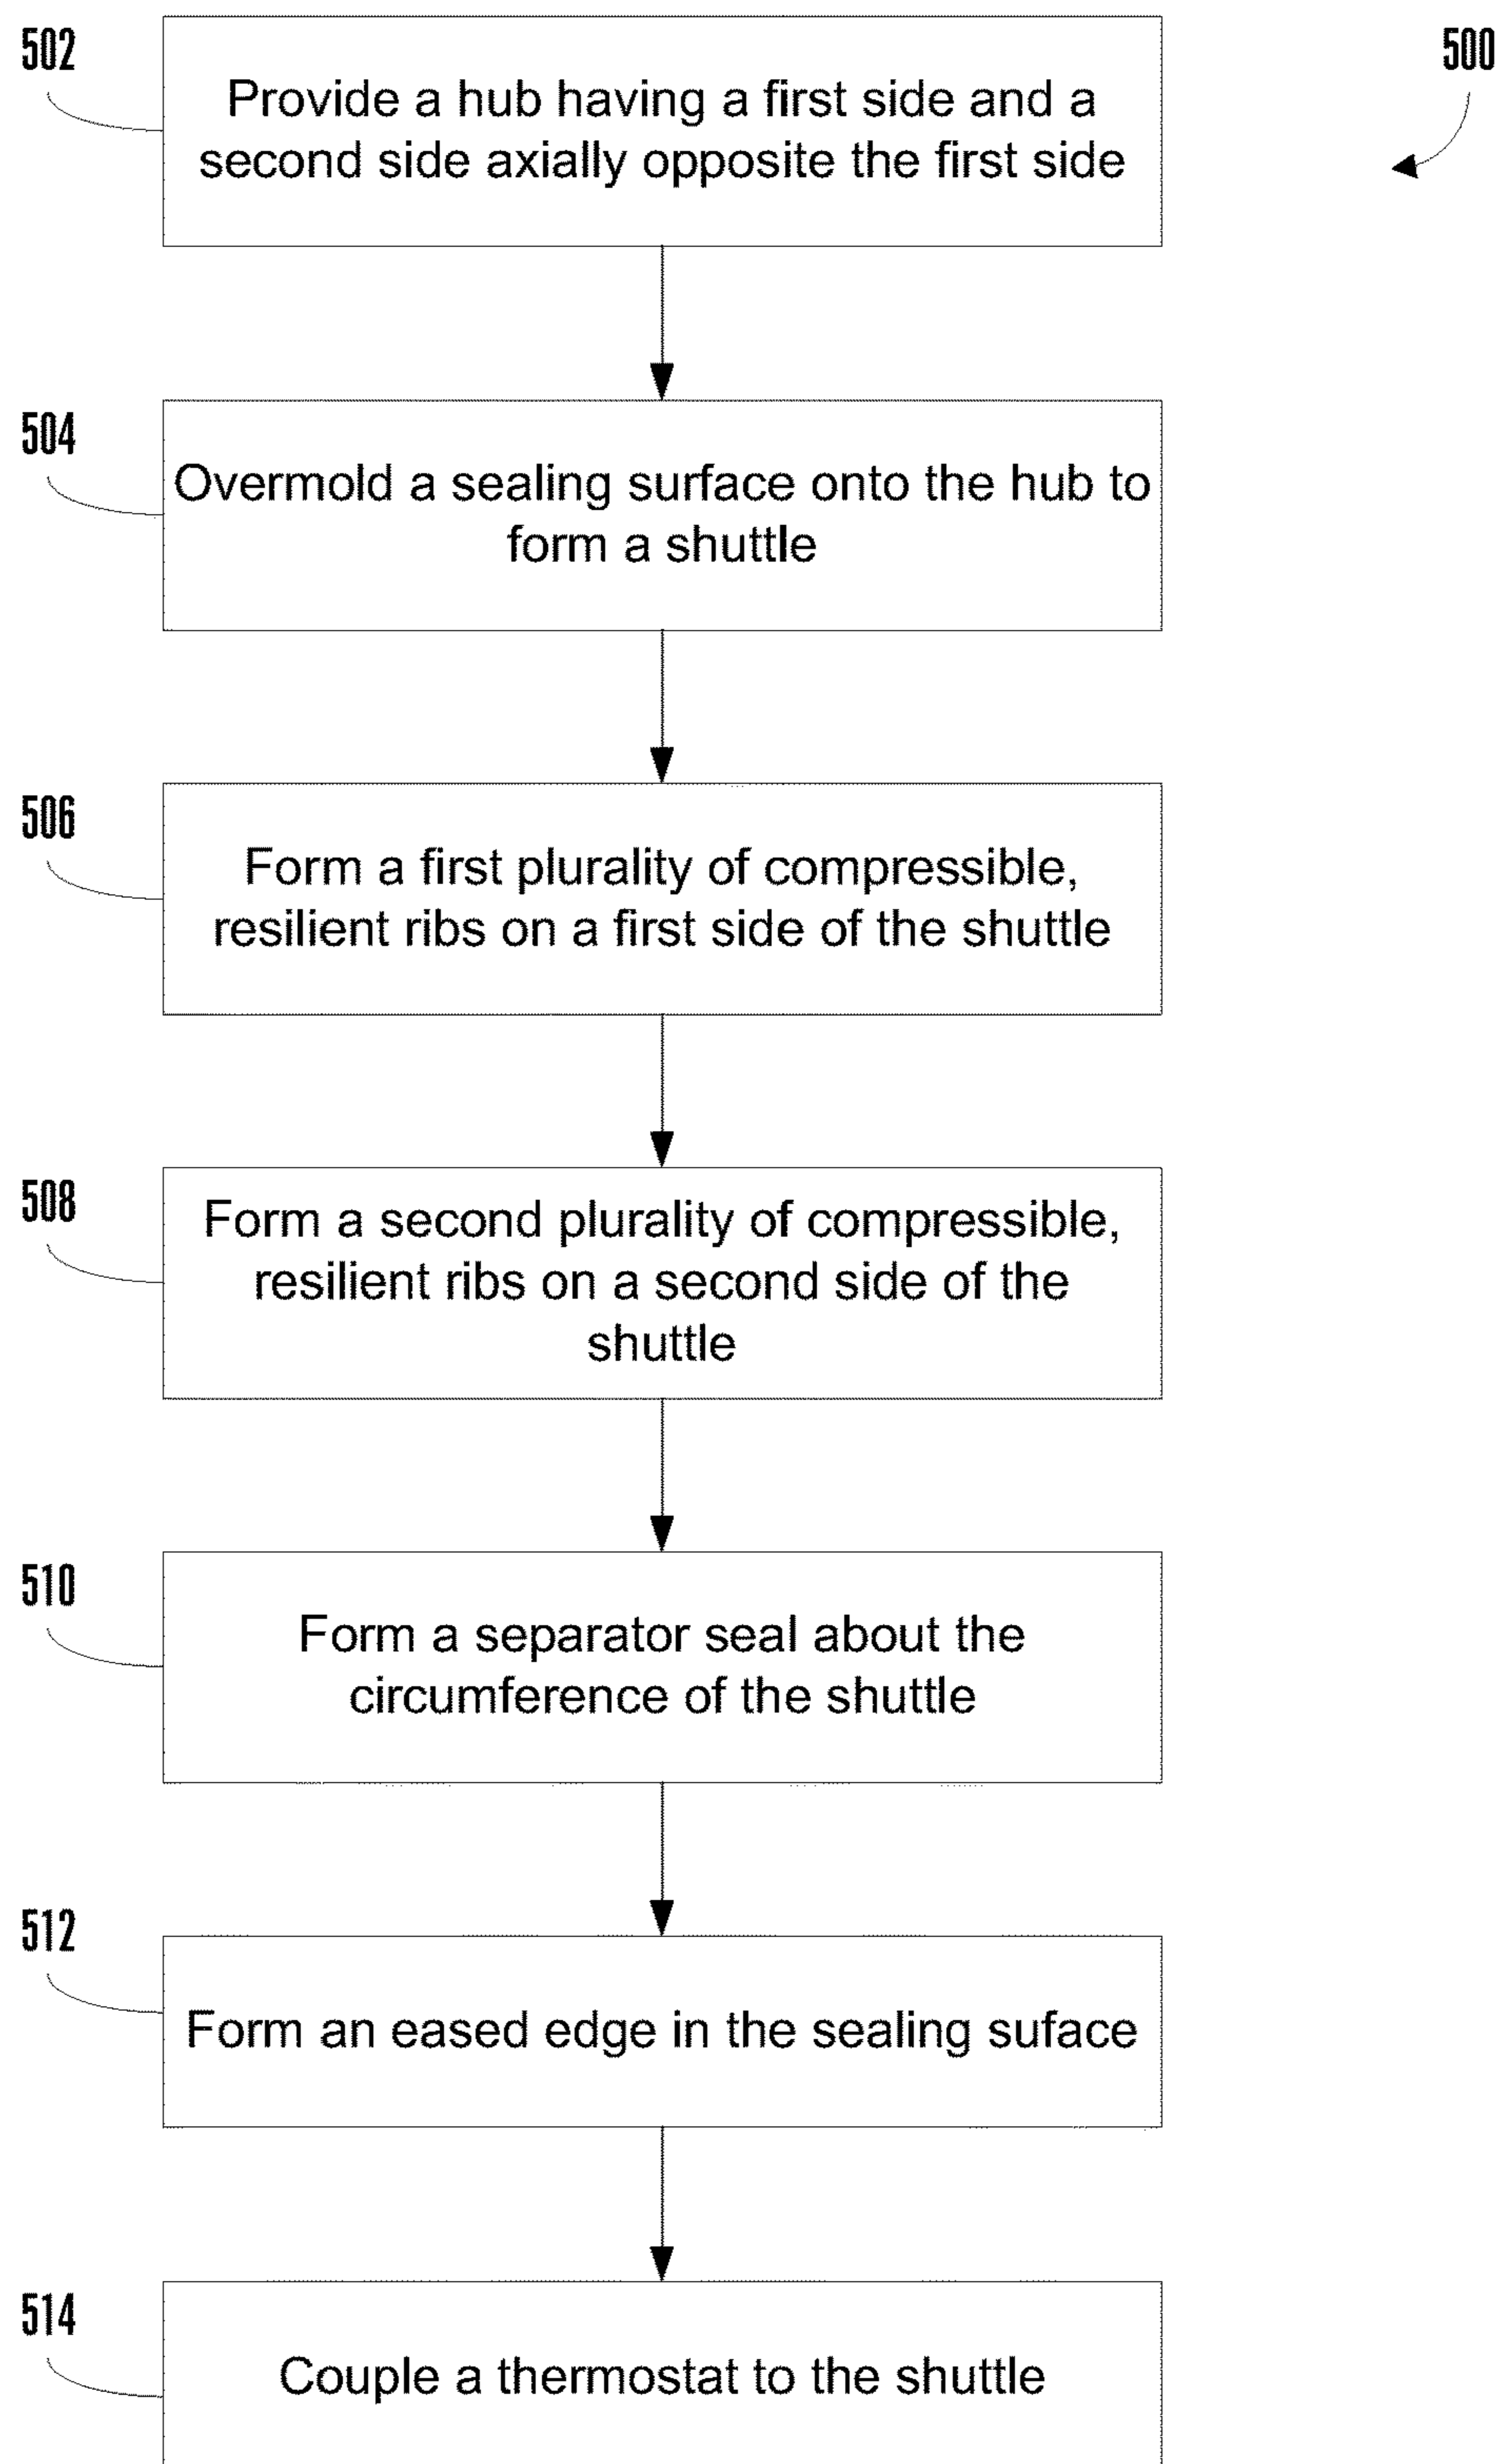 502
500
Provide a hub having a first side and a
second side axially opposite the first side
504
Overmold a sealing surface onto the hub to
form a shuttle
506
Form a first plurality of compressible,
resilient ribs on a first side of the shuttle
508
Form a second plurality of compressible,
resilient ribs on a second side of the
shuttle
510
Form a separator seal about the
circumference of the shuttle
512
Form an eased edge in the sealing suface
514
Couple a thermostat to the shuttle